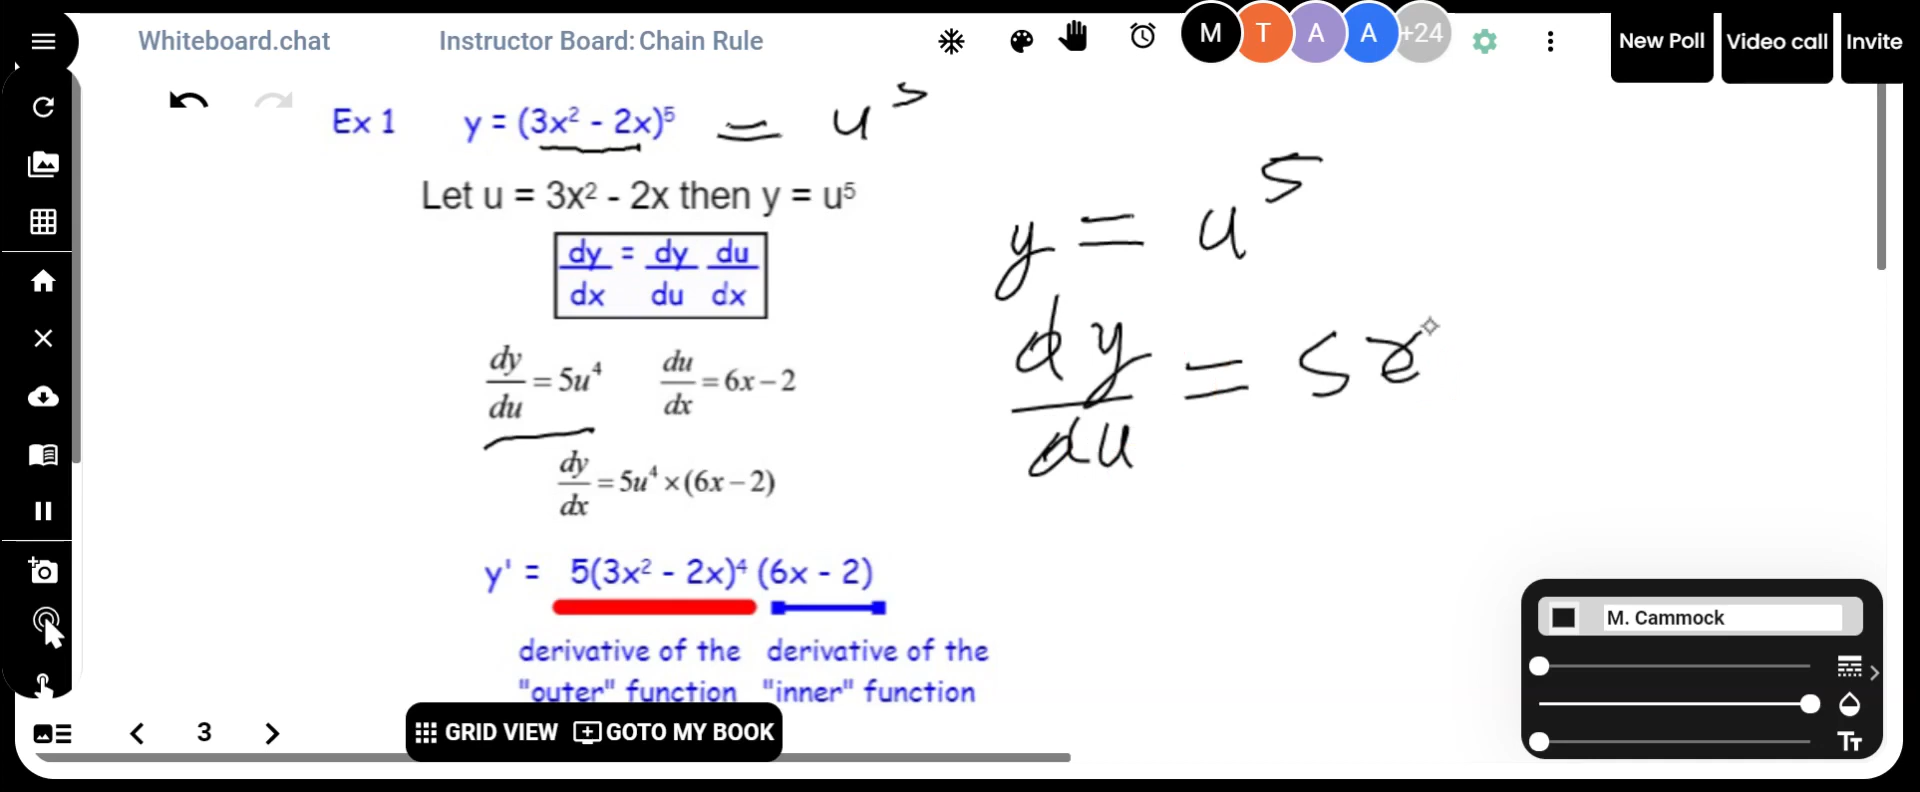 Whiteboard.chat Instructor Board: Chain Rule M T A A +24 New Poll Video call Invite
Ex 1 y = (3x² - 2x)⁵ = u⁵
Let u = 3x² - 2x then y = u⁵
dy/dx = dy/du du/dx
dy/du = 5u⁴ du/dx = 6x – 2
dy/dx = 5u⁴ × (6x – 2)
y' = 5(3x² - 2x)⁴ (6x - 2)
derivative of the derivative of the
"outer" function "inner" function
y = u⁵
dy/du = 5
M. Cammock
Tт
3 GRID VIEW GOTO MY BOOK